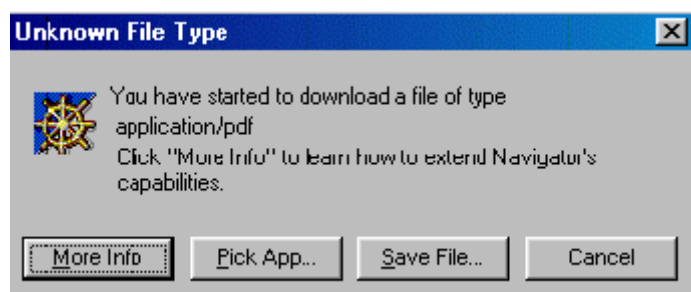 Unknown File Type
You have started to download a file of type
application/pdf
Click "More Info" to learn how to extend Navigator's
capabilities.
More Info
Pick App...
Save File...
Cancel